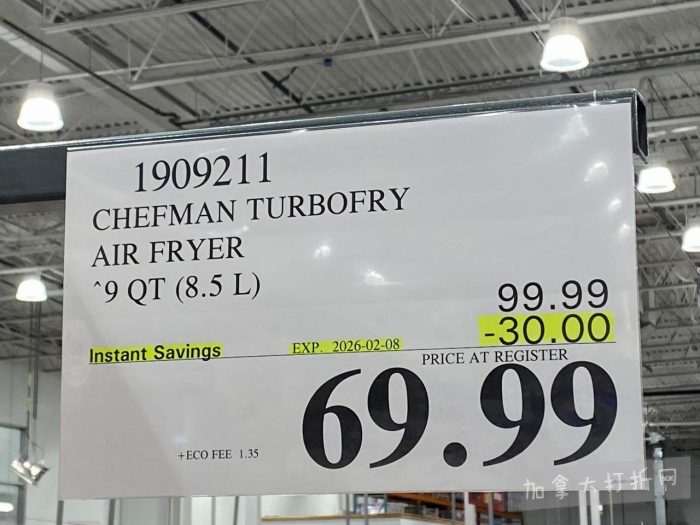 1909211
CHEFMAN TURBOFRY
AIR FRYER
^9 QT (8.5 L)
99.99
-30.00
Instant Savings
EXP. 2026-02-08
PRICE AT REGISTER
69.99
+ECO FEE 1.35
加拿大打折网